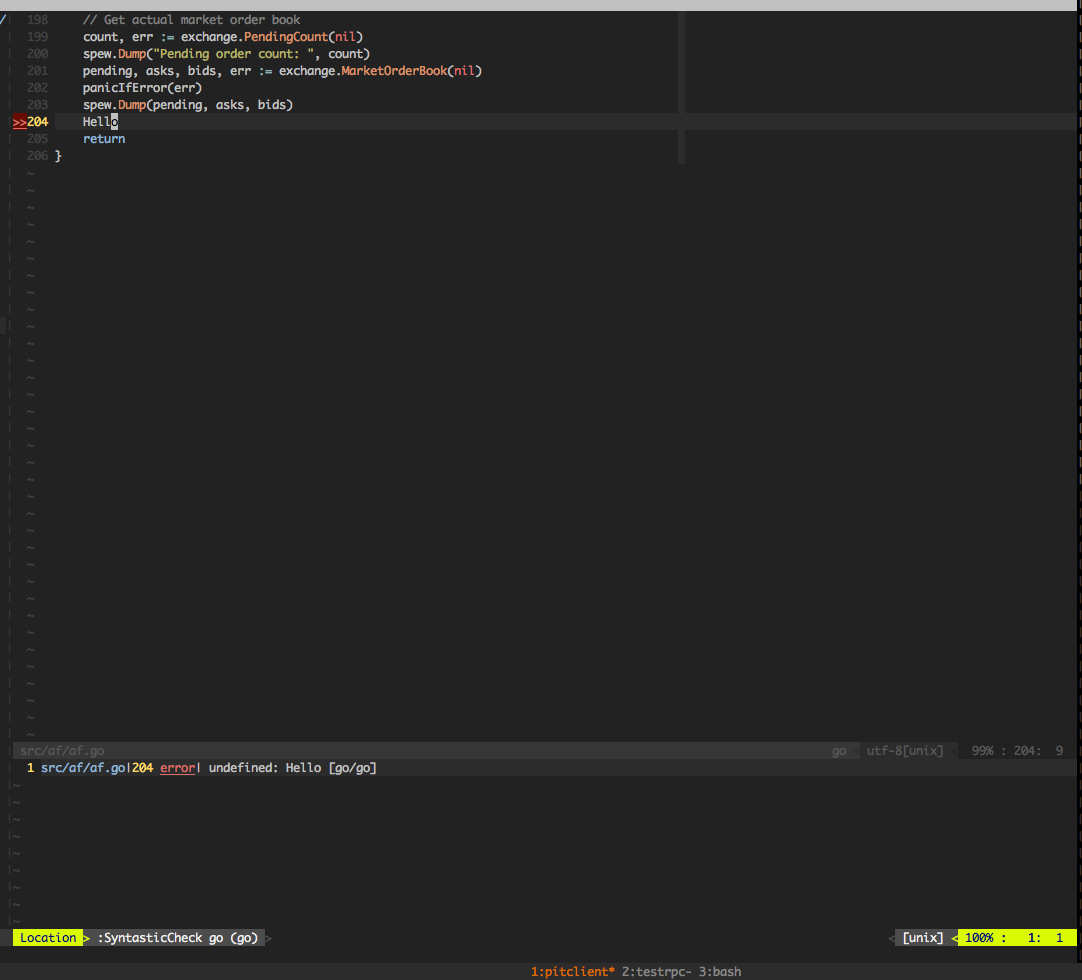 198 // Get actual market order book
199 count, err := exchange.PendingCount(nil)
200 spew.Dump("Pending order count: ", count)
201 pending, asks, bids, err := exchange.MarketOrderBook(nil)
202 panicIfError(err)
203 spew.Dump(pending, asks, bids)
>>204 Hello
205 return
206 }
src/af/af.go go < utf-8[unix] < 99% : 204: 9
1 src/af/af.go|204 error| undefined: Hello [go/go]
Location > :SyntasticCheck go (go) > < [unix] < 100% : 1: 1
1:pitclient* 2:testrpc- 3:bash